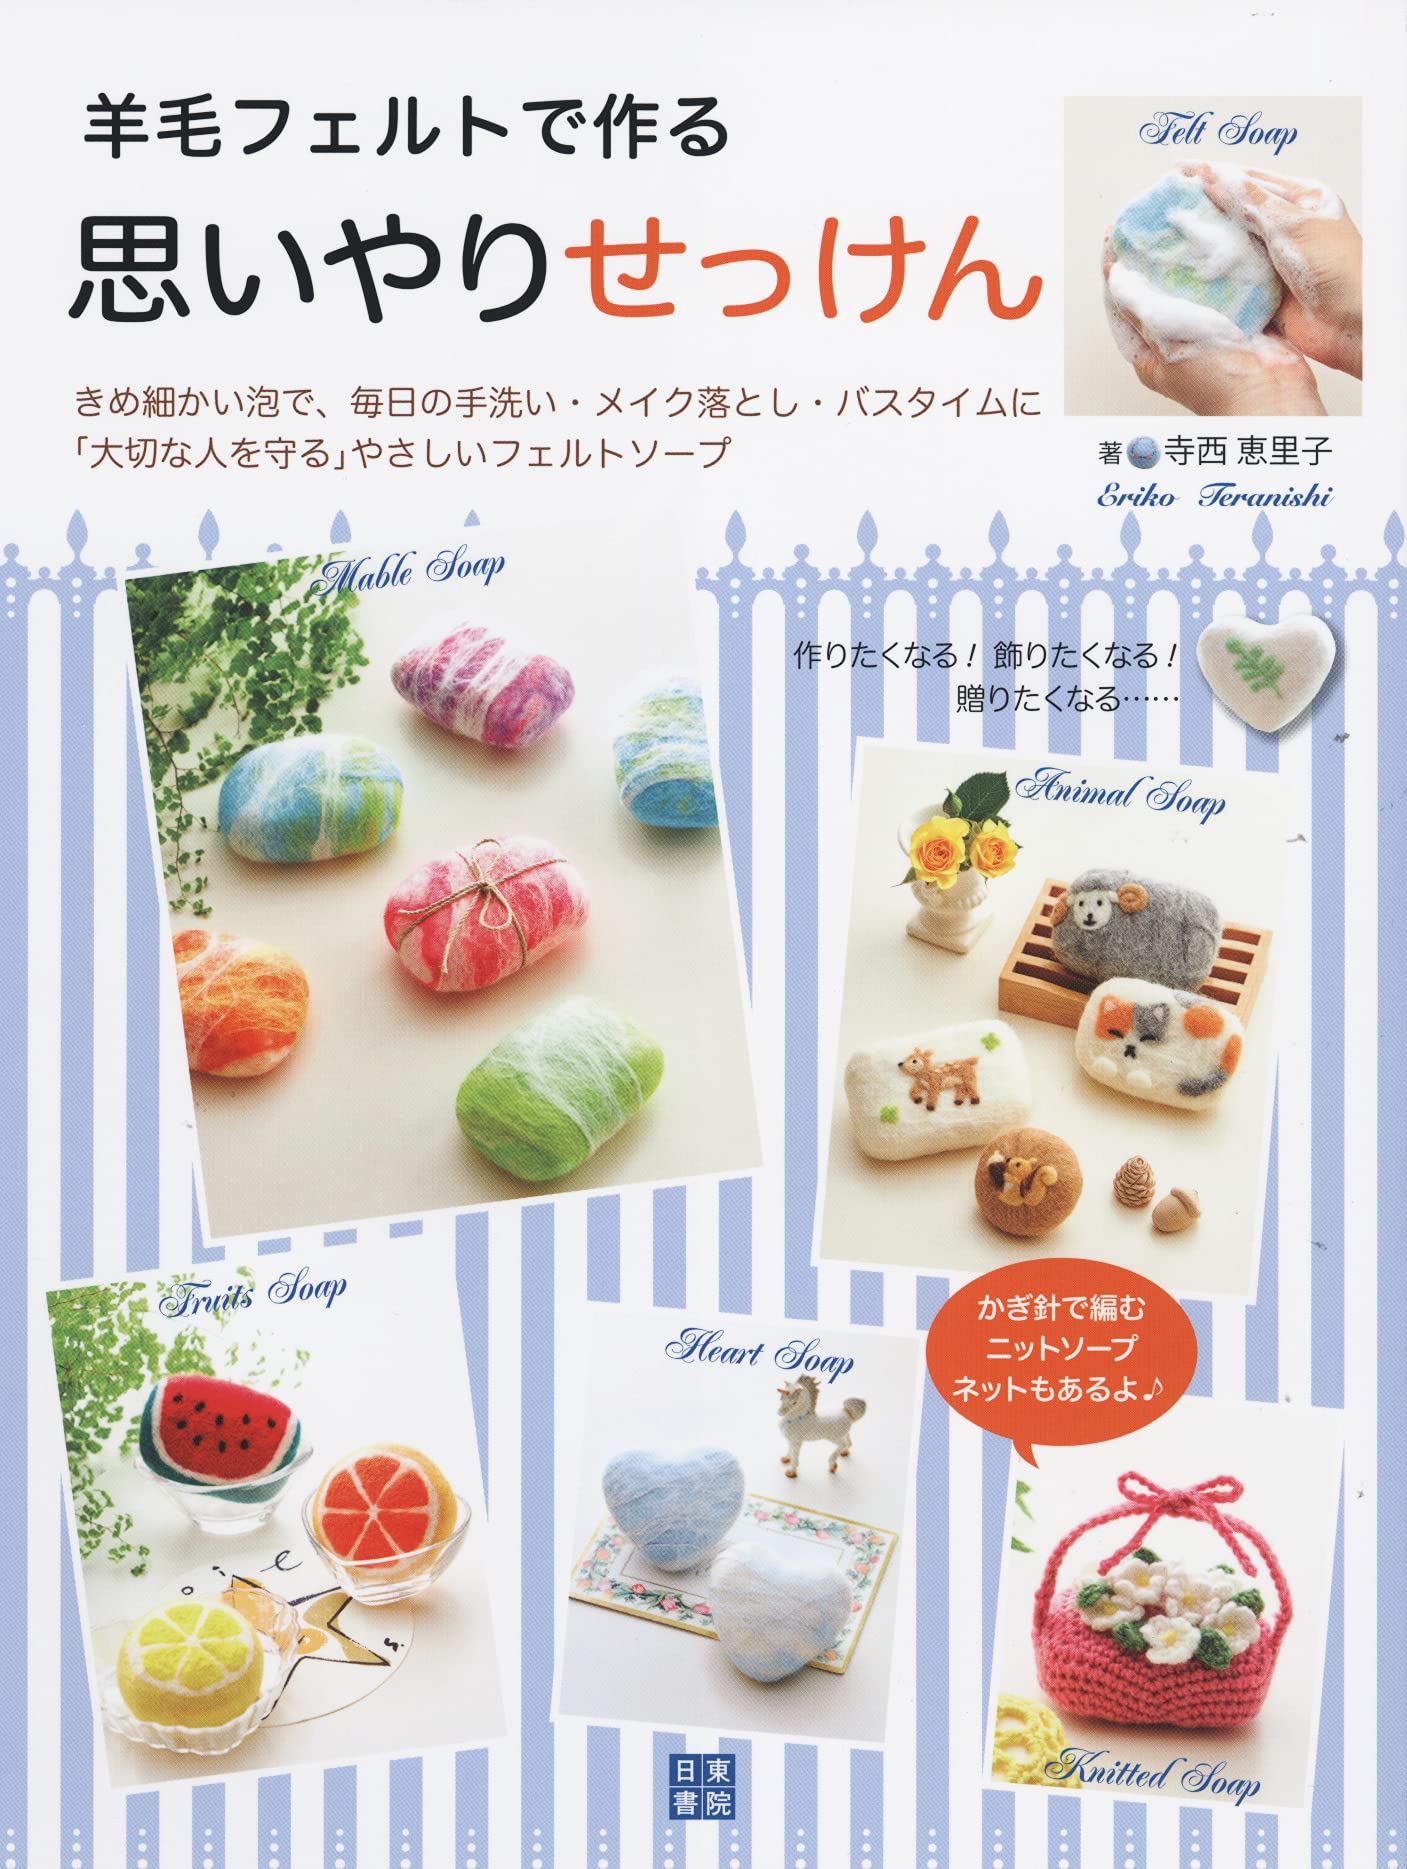 羊毛フェルトで作る
思いやりせっけん
きめ細かい泡で、毎日の手洗い・メイク落とし・バスタイムに
「大切な人を守る」やさしいフェルトソープ
Felt Soap
著 寺西 恵里子
Eriko Teranishi
Mable Soap
作りたくなる! 飾りたくなる!
贈りたくなる……
Animal Soap
Fruits Soap
Heart Soap
かぎ針で編む
ニットソープ
ネットもあるよ♪
Knitted Soap
日東
書院